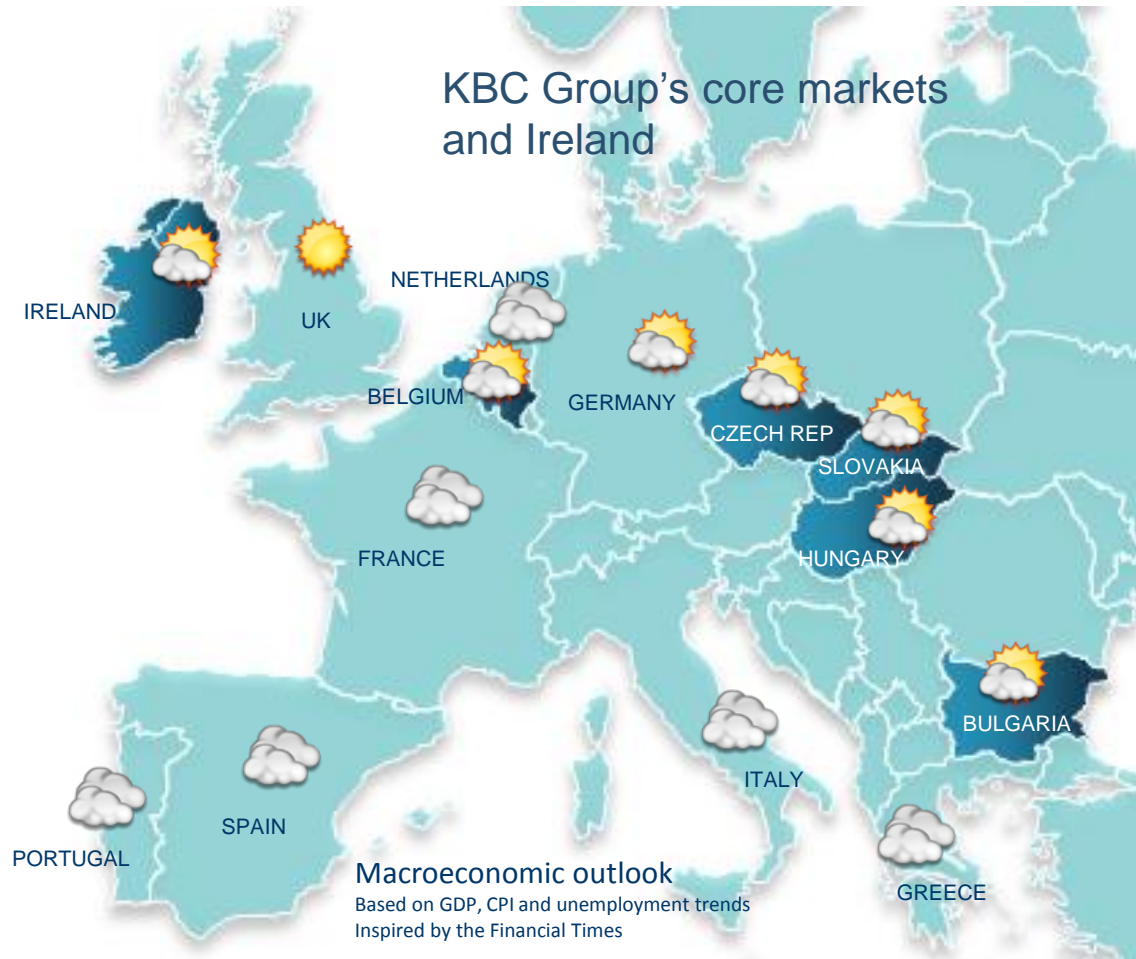 KBC Group's core markets
and Ireland
NETHERLANDS
IRELAND
UK
BELGIUM
GERMANY
CZECH REP
SLOVAKIA
FRANCE
HUNGARY
BULGARIA
ITALY
SPAIN
PORTUGAL
GREECE
Macroeconomic outlook
Based on GDP, CPI and unemployment trends
Inspired by the Financial Times